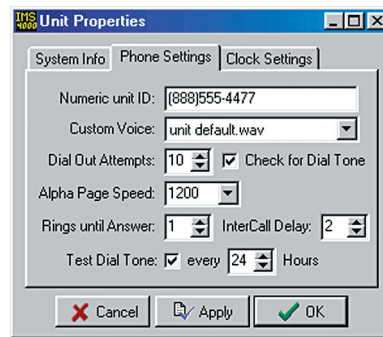 IMS 4000 Unit Properties
System Info Phone Settings Clock Settings
Numeric unit ID: (888)555-4477
Custom Voice: unit default.wav
Dial Out Attempts: 10 Check for Dial Tone
Alpha Page Speed: 1200
Rings until Answer: 1 InterCall Delay: 2
Test Dial Tone: every 24 Hours
Cancel Apply OK